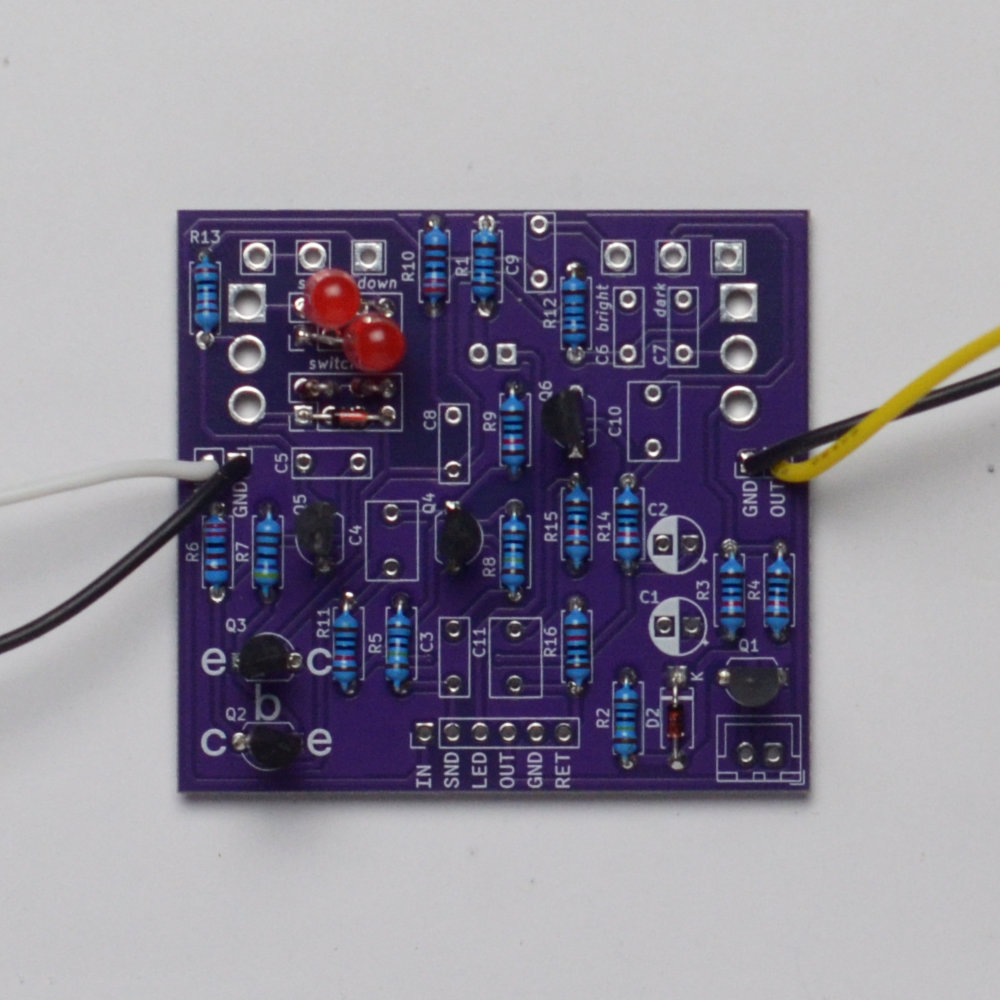 R13
R10
R1
C9
down
R12
bright
dark
C6
C7
switch
C8
R9
Q6
C10
C5
GND
GND
OUT
R6
R7
Q5
C4
Q4
R8
R15
R14
C2
R3
R4
C1
Q3
e
c
R11
R5
C3
C11
R16
Q1
K
b
Q2
c
e
R2
D2
IN
SND
LED
OUT
GND
RET